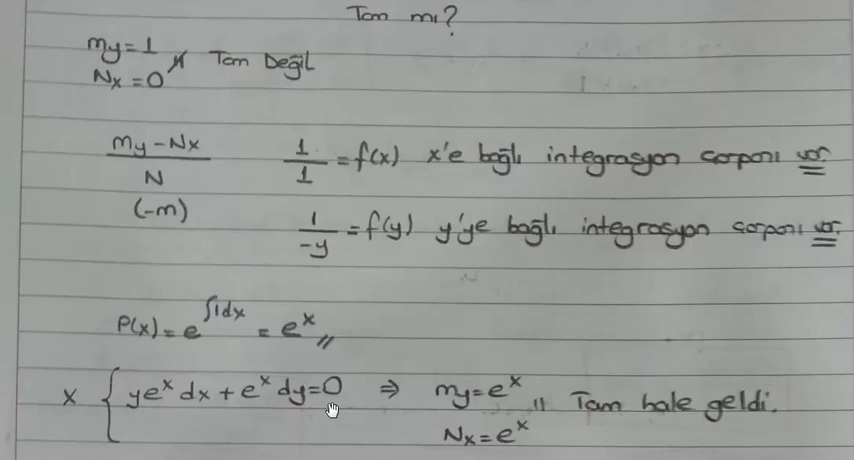 Tam mı?
my=1
Nx=0 // Tam Değil
my-Nx / N (-m)
1/1 = f(x) x'e bağlı integrasyon çarpanı var.
1/-y = f(y) y'ye bağlı integrasyon çarpanı var.
P(x) = e^∫1dx = e^x //
x { ye^x dx + e^x dy = 0 ⇒ my = e^x // Tam hale geldi.
Nx = e^x